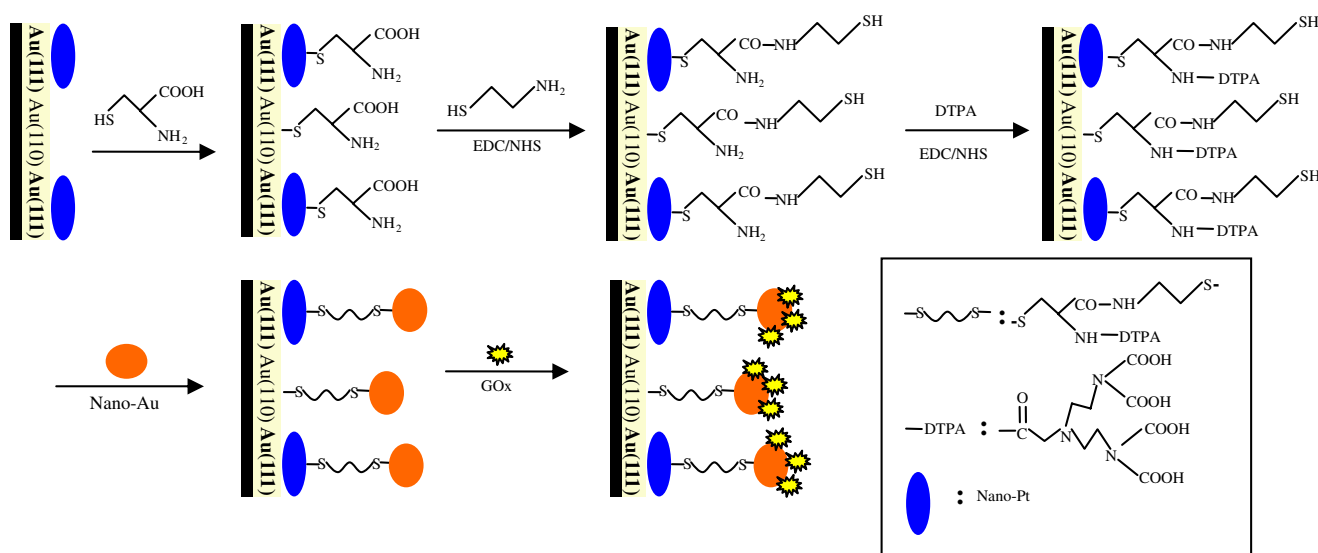 Au(111) Au(110) Au(111)
HS
COOH
NH2
Au(111) Au(110) Au(111)
S
COOH
NH2
S
COOH
NH2
S
COOH
NH2
HS
NH2
EDC/NHS
Au(111) Au(110) Au(111)
S
CO
NH
SH
NH2
S
CO
NH
SH
NH2
S
CO
NH
SH
NH2
DTPA
EDC/NHS
Au(111) Au(110) Au(111)
S
CO
NH
SH
NH DTPA
S
CO
NH
SH
NH DTPA
S
CO
NH
SH
NH DTPA
Nano-Au
Au(111) Au(110) Au(111)
S S
S S
S S
GOx
Au(111) Au(110) Au(111)
S S
S S
S S
S S :
-S
CO NH
S-
NH DTPA
–DTPA :
O
C
N
N
COOH
COOH
N
COOH
COOH
: Nano-Pt